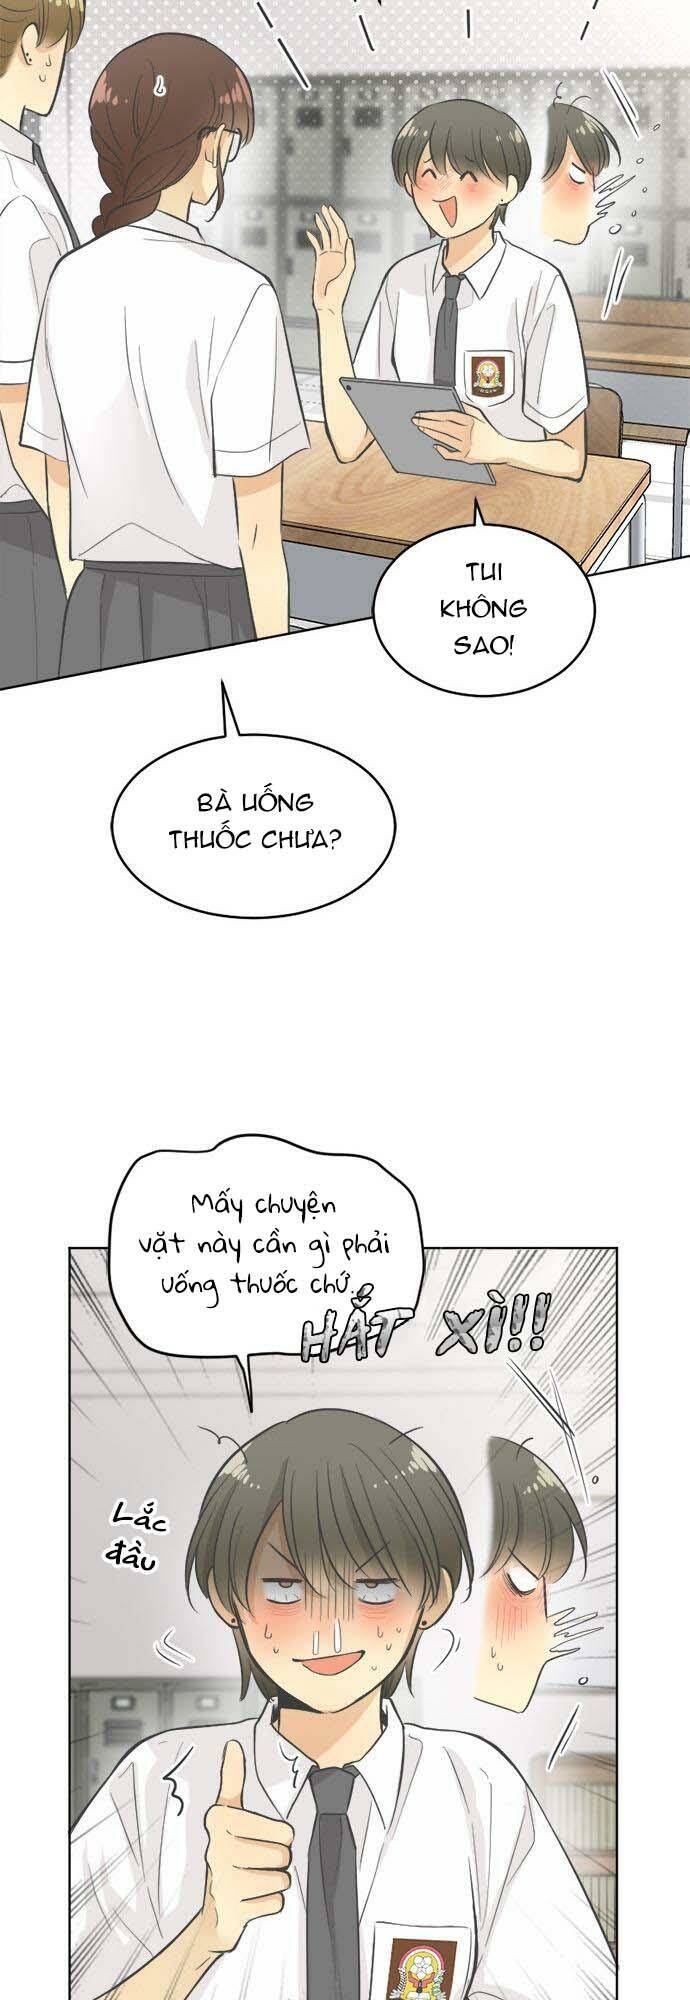 TUI
KHÔNG
SAO!
BÀ UỐNG
THUỐC CHƯA?
Mấy chuyện
vặt này cần gì phải
uống thuốc chứ.
HẮT XÌ!!!
Lắc
đầu